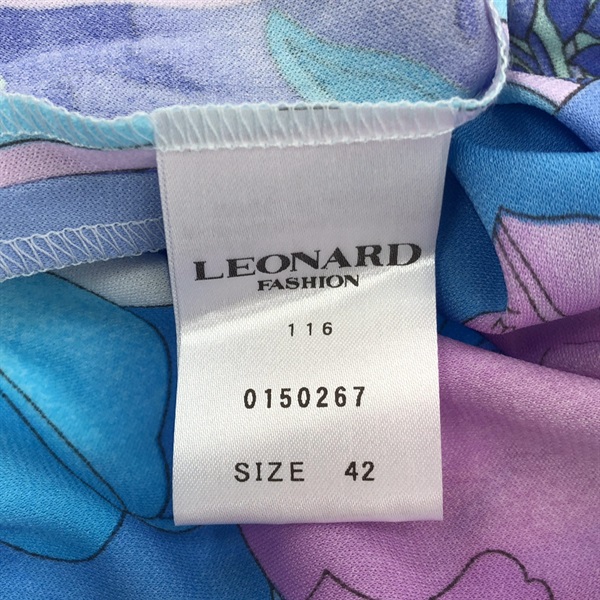 LEONARD
FASHION
116
0150267
SIZE 42